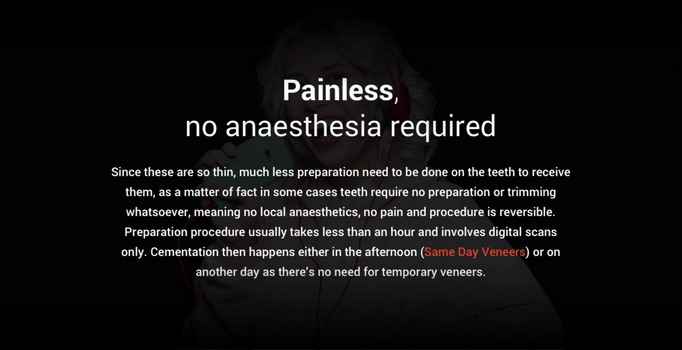 Painless,
no anaesthesia required
Since these are so thin, much less preparation need to be done on the teeth to receive
them, as a matter of fact in some cases teeth require no preparation or trimming
whatsoever, meaning no local anaesthetics, no pain and procedure is reversible.
Preparation procedure usually takes less than an hour and involves digital scans
only. Cementation then happens either in the afternoon (Same Day Veneers) or on
another day as there's no need for temporary veneers.